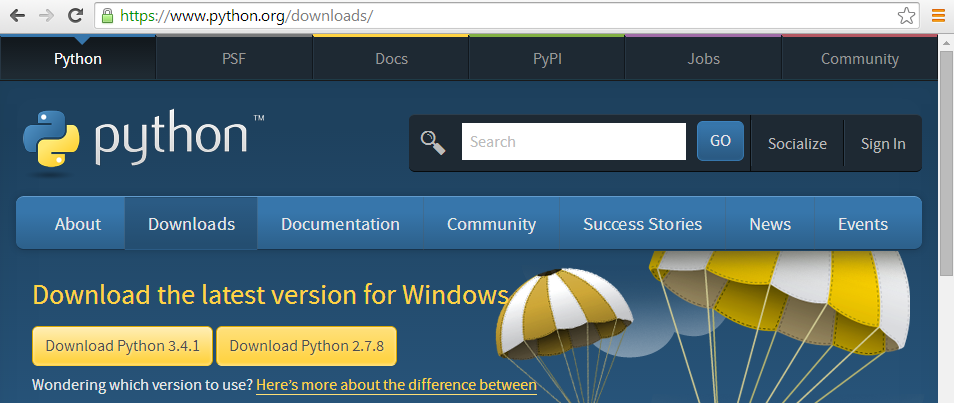 https://www.python.org/downloads/
Python PSF Docs PyPI Jobs Community
python™
Search GO Socialize Sign In
About Downloads Documentation Community Success Stories News Events
Download the latest version for Windows
Download Python 3.4.1 Download Python 2.7.8
Wondering which version to use? Here's more about the difference between